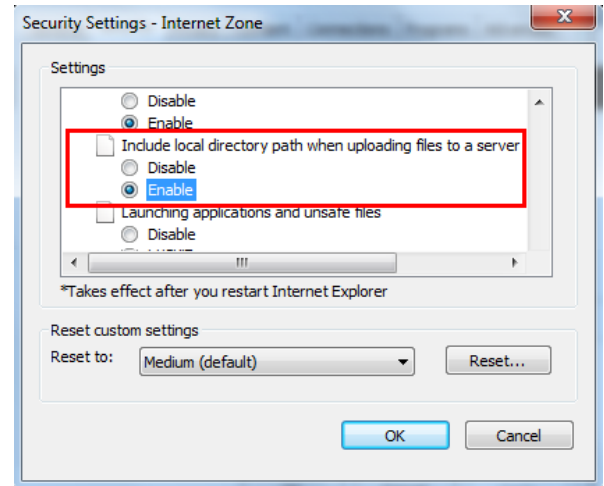 Security Settings - Internet Zone
Settings
Disable
Enable
Include local directory path when uploading files to a server
Disable
Enable
Launching applications and unsafe files
Disable
*Takes effect after you restart Internet Explorer
Reset custom settings
Reset to: Medium (default) Reset...
OK Cancel